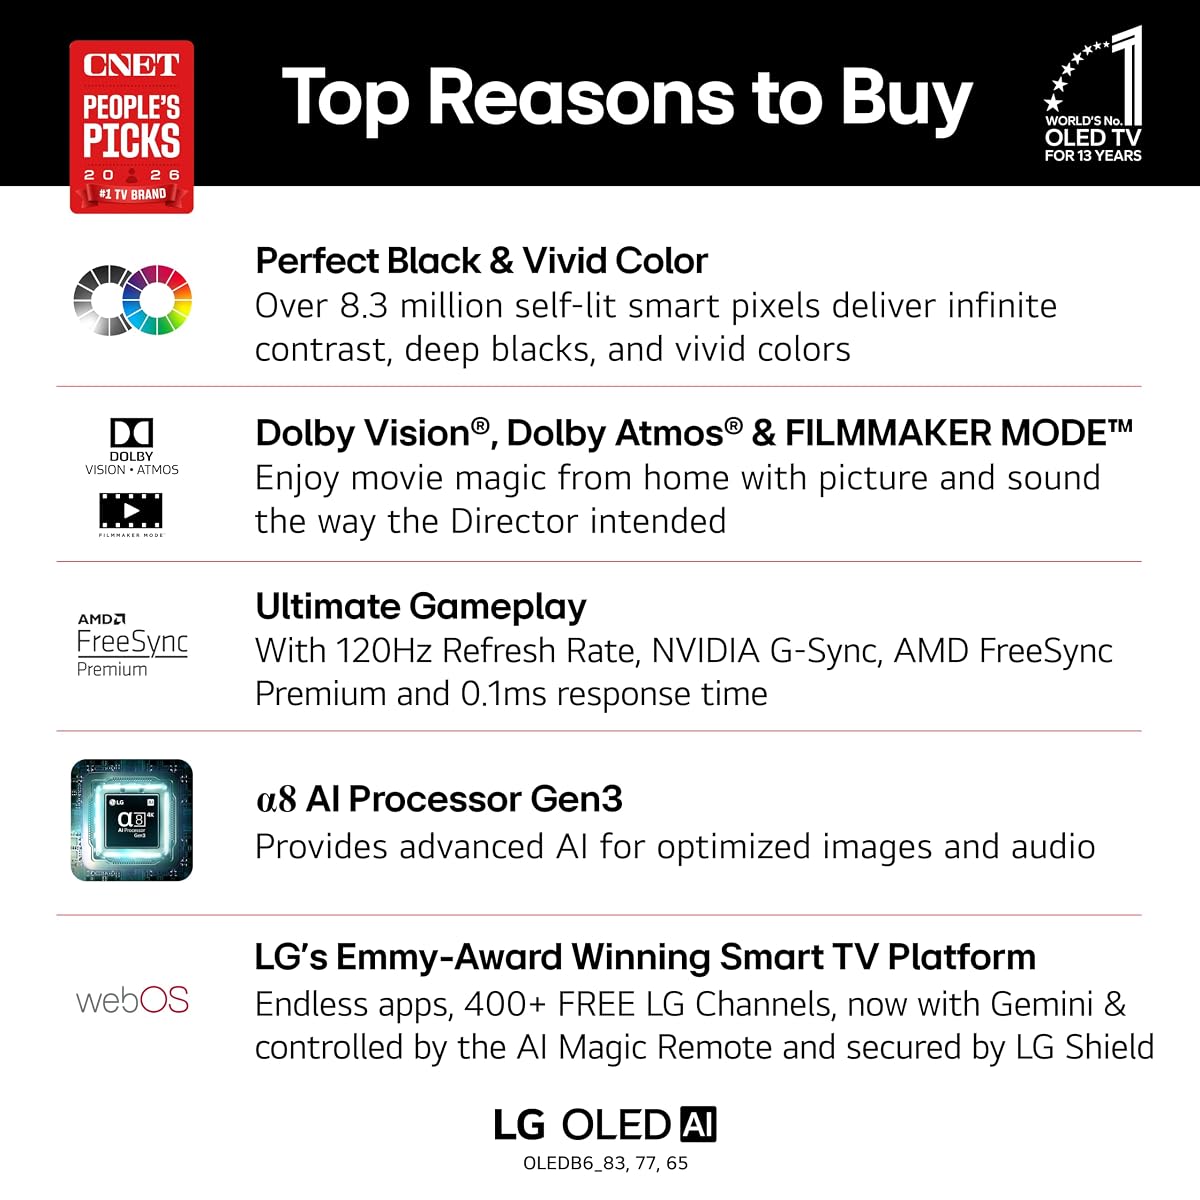 CNET
PEOPLE'S
PICKS
20 26
#1 TV BRAND
Top Reasons to Buy
1
WORLD'S No.
OLED TV
FOR 13 YEARS
Perfect Black & Vivid Color
Over 8.3 million self-lit smart pixels deliver infinite
contrast, deep blacks, and vivid colors
DOLBY
VISION • ATMOS
FILMMAKER MODE
Dolby Vision®, Dolby Atmos® & FILMMAKER MODE™
Enjoy movie magic from home with picture and sound
the way the Director intended
AMD
FreeSync
Premium
Ultimate Gameplay
With 120Hz Refresh Rate, NVIDIA G-Sync, AMD FreeSync
Premium and 0.1ms response time
LG AI
α8 4K
AI Processor
Gen3
α8 AI Processor Gen3
Provides advanced AI for optimized images and audio
webOS
LG's Emmy-Award Winning Smart TV Platform
Endless apps, 400+ FREE LG Channels, now with Gemini &
controlled by the AI Magic Remote and secured by LG Shield
LG OLED AI
OLEDB6_83, 77, 65